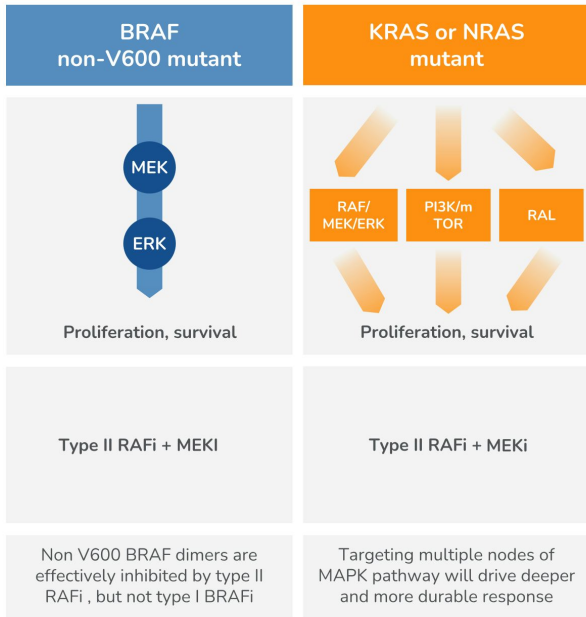 BRAF
non-V600 mutant
MEK
ERK
Proliferation, survival
Type II RAFi + MEKI
Non V600 BRAF dimers are
effectively inhibited by type II
RAFi , but not type I BRAFi
KRAS or NRAS
mutant
RAF/
MEK/ERK
PI3K/m
TOR
RAL
Proliferation, survival
Type II RAFi + MEKi
Targeting multiple nodes of
MAPK pathway will drive deeper
and more durable response